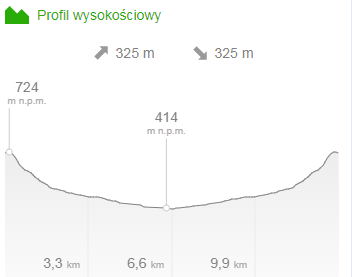 Profil wysokościowy
325 m 325 m
724
m n.p.m.
414
m n.p.m.
3,3 km 6,6 km 9,9 km